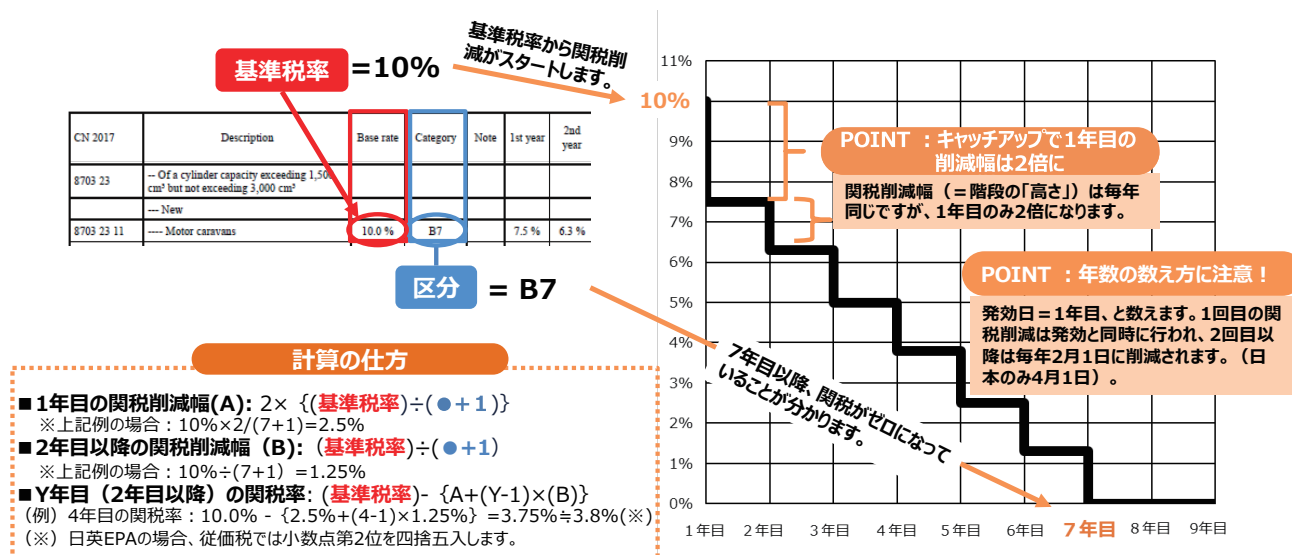 基準税率 =10%
基準税率から関税削
減がスタートします。
CN 2017 Description Base rate Category Note 1st year 2nd
year
8703 23 -- Of a cylinder capacity exceeding 1,50
cm³ but not exceeding 3,000 cm³
--- New
8703 23 11 ---- Motor caravans 10.0 % B7 7.5 % 6.3 %
区分 = B7
計算の仕方
■1年目の関税削減幅(A): 2× {(基準税率)÷(●+1)}
※上記例の場合：10%×2/(7+1)=2.5%
■2年目以降の関税削減幅（B):（基準税率)÷(●+1)
※上記例の場合：10%÷(7+1）=1.25%
■Y年目（2年目以降）の関税率: (基準税率)-｛A+(Y-1)×(B)}
（例）4年目の関税率：10.0% -｛2.5%+(4-1)×1.25%｝=3.75%≒3.8%(※)
（※）日英EPAの場合、従価税では小数点第2位を四捨五入します。
11%
10%
9%
8%
7%
6%
5%
4%
3%
2%
1%
0%
POINT ：キャッチアップで1年目の
削減幅は2倍に
関税削減幅（＝階段の「高さ」）は毎年
同じですが、1年目のみ2倍になります。
POINT ：年数の数え方に注意！
発効日＝1年目、と数えます。1回目の関
税削減は発効と同時に行われ、2回目以
降は毎年2月1日に削減されます。（日
本のみ4月1日）。
7年目以降、関税がゼロになって
いることが分かります。
1年目 2年目 3年目 4年目 5年目 6年目 7年目 8年目 9年目